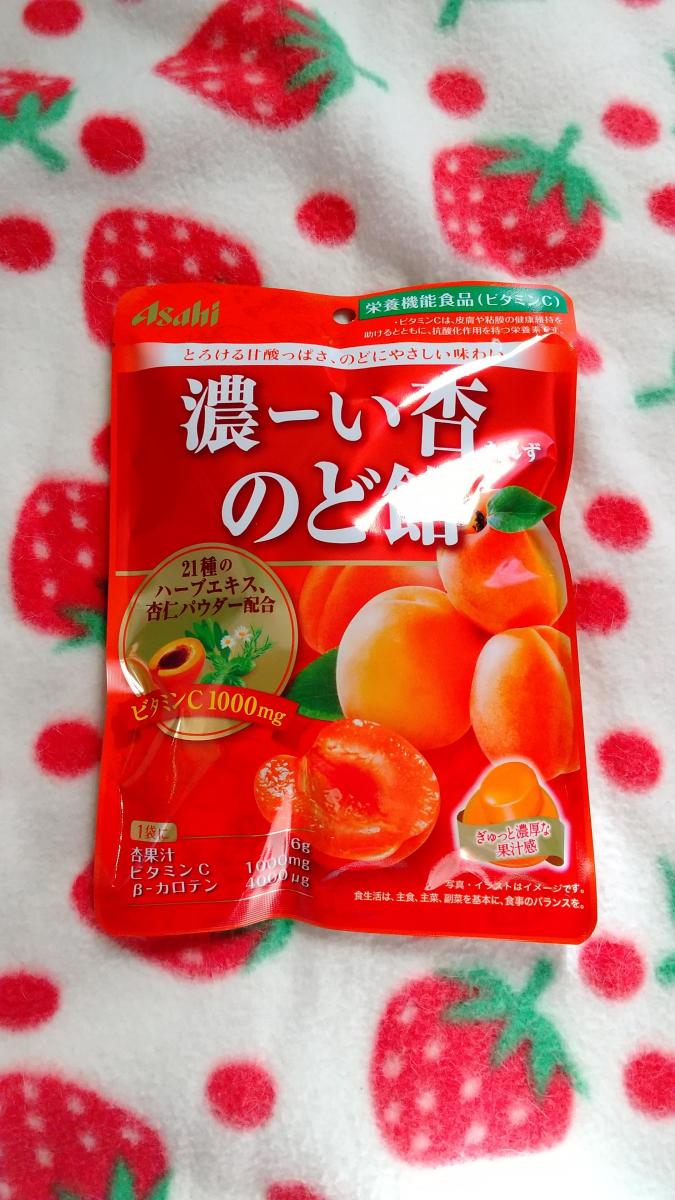 Asahi
栄養機能食品(ビタミンC)
・ビタミンCは、皮膚や粘膜の健康維持を
助けるとともに、抗酸化作用を持つ栄養素です。
とろける甘酸っぱさ、のどにやさしい味わい
濃ーい杏
のど飴
21種の
ハーブエキス、
杏仁パウダー配合
ビタミンC 1000mg
ぎゅっと濃厚な
果汁感
1袋に
杏果汁 6g
ビタミンC 1000mg
β-カロテン 4000μg
写真・イラストはイメージです。
食生活は、主食、主菜、副菜を基本に、食事のバランスを。